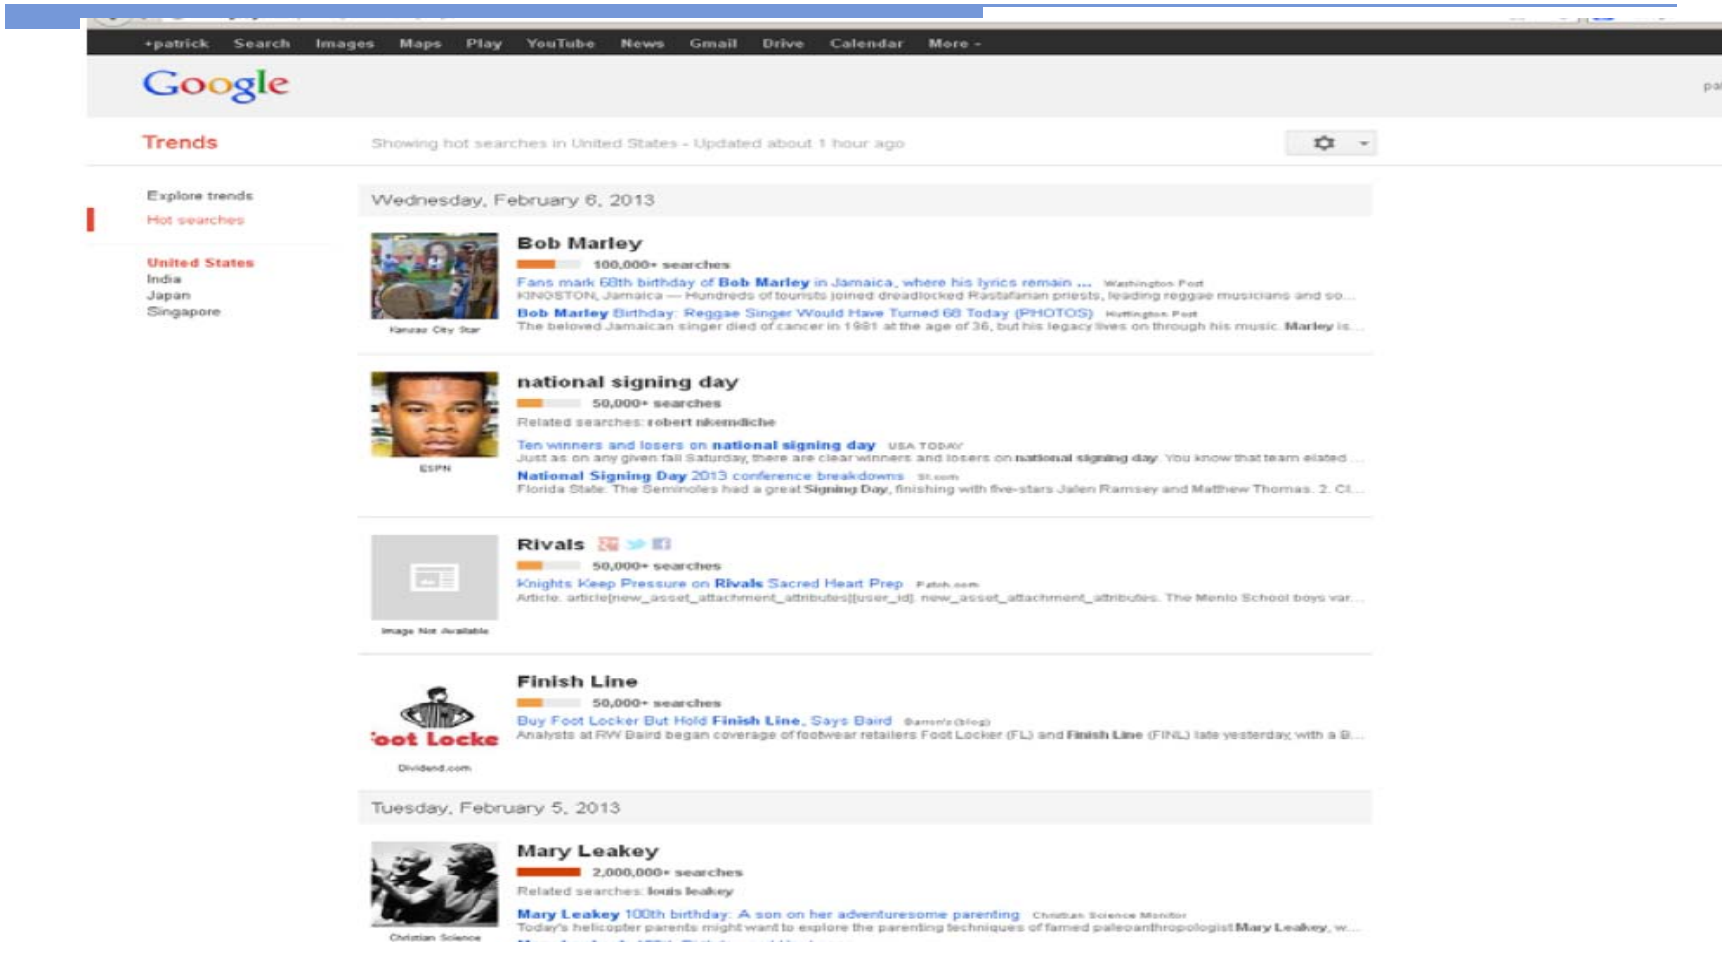 +patrick Search Images Maps Play YouTube News Gmail Drive Calendar More
Google
Trends
Showing hot searches in United States - Updated about 1 hour ago
Explore trends
Hot searches
United States
India
Japan
Singapore
Wednesday, February 6, 2013
Kansas City Star
Bob Marley
100,000+ searches
Fans mark 68th birthday of Bob Marley in Jamaica, where his lyrics remain ... Washington Post
KINGSTON, Jamaica — Hundreds of tourists joined dreadlocked Rastafarian priests, leading reggae musicians and so...
Bob Marley Birthday: Reggae Singer Would Have Turned 68 Today (PHOTOS) Huffington Post
The beloved Jamaican singer died of cancer in 1981 at the age of 36, but his legacy lives on through his music. Marley is...
ESPN
national signing day
50,000+ searches
Related searches: robert nkemdiche
Ten winners and losers on national signing day USA TODAY
Just as on any given fall Saturday, there are clear winners and losers on national signing day. You know that team elated ...
National Signing Day 2013 conference breakdowns SI.com
Florida State: The Seminoles had a great Signing Day, finishing with five-stars Jalen Ramsey and Matthew Thomas. 2. Cl...
Image Not Available
Rivals
50,000+ searches
Knights Keep Pressure on Rivals Sacred Heart Prep Patch.com
Article. article[new_asset_attachment_attributes][user_id]. new_asset_attachment_attributes. The Menlo School boys var...
oot Locke
Dividend.com
Finish Line
50,000+ searches
Buy Foot Locker But Hold Finish Line, Says Baird Barron's (blog)
Analysts at RW Baird began coverage of footwear retailers Foot Locker (FL) and Finish Line (FINL) late yesterday, with a B...
Tuesday, February 5, 2013
Christian Science
Mary Leakey
2,000,000+ searches
Related searches: louis leakey
Mary Leakey 100th birthday: A son on her adventuresome parenting Christian Science Monitor
Today's helicopter parents might want to explore the parenting techniques of famed paleoanthropologist Mary Leakey, w...